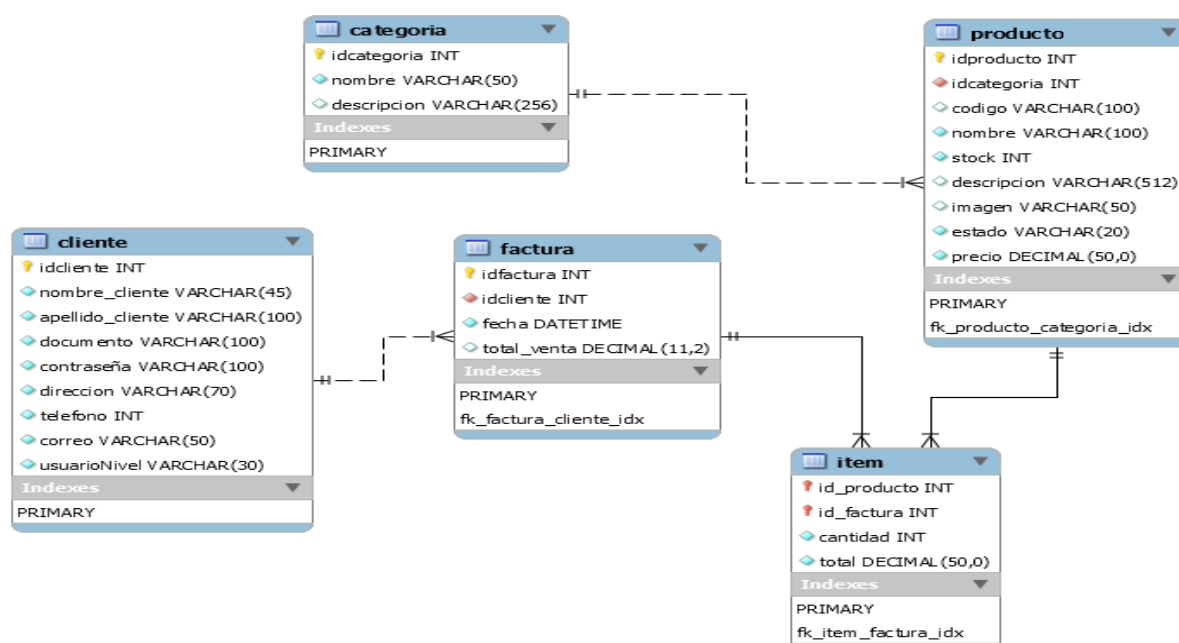 categoria
idcategoria INT
nombre VARCHAR(50)
descripcion VARCHAR(256)
Indexes
PRIMARY
producto
idproducto INT
idcategoria INT
codigo VARCHAR(100)
nombre VARCHAR(100)
stock INT
descripcion VARCHAR(512)
imagen VARCHAR(50)
estado VARCHAR(20)
precio DECIMAL(50,0)
Indexes
PRIMARY
fk_producto_categoria_idx
cliente
idcliente INT
nombre_cliente VARCHAR(45)
apellido_cliente VARCHAR(100)
documento VARCHAR(100)
contraseña VARCHAR(100)
direccion VARCHAR(70)
telefono INT
correo VARCHAR(50)
usuarioNivel VARCHAR(30)
Indexes
PRIMARY
factura
idfactura INT
idcliente INT
fecha DATETIME
total_venta DECIMAL(11,2)
Indexes
PRIMARY
fk_factura_cliente_idx
item
id_producto INT
id_factura INT
cantidad INT
total DECIMAL(50,0)
Indexes
PRIMARY
fk_item_factura_idx